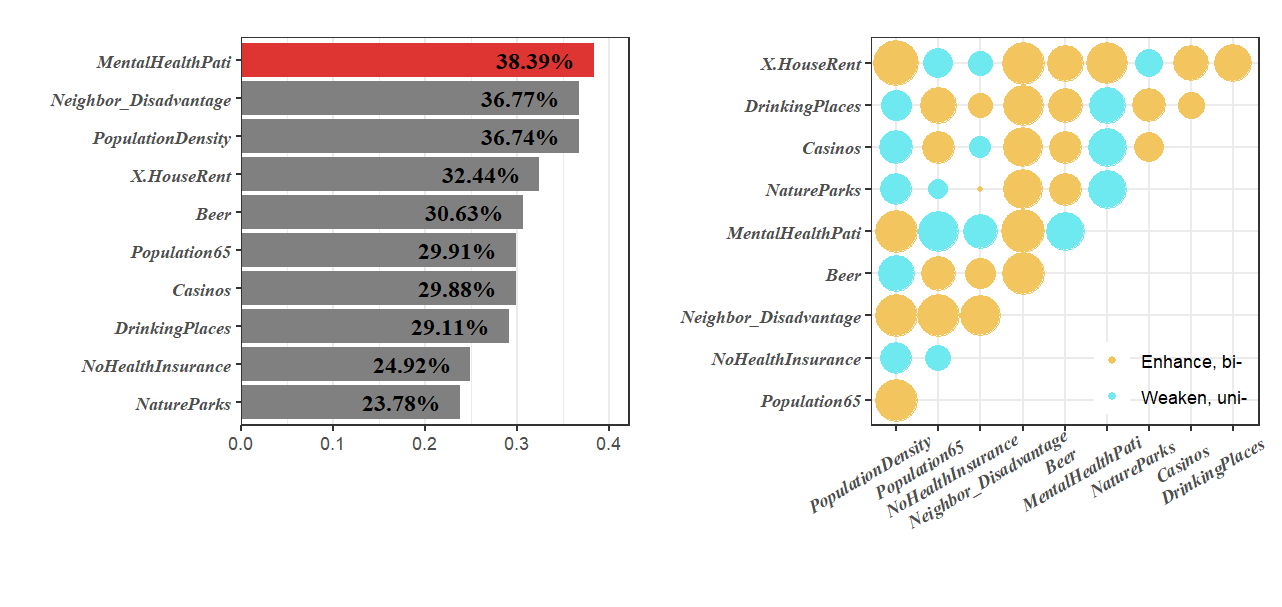 MentalHealthPati
38.39%
Neighbor_Disadvantage
36.77%
PopulationDensity
36.74%
X.HouseRent
32.44%
Beer
30.63%
Population65
29.91%
Casinos
29.88%
DrinkingPlaces
29.11%
NoHealthInsurance
24.92%
NatureParks
23.78%
0.0 0.1 0.2 0.3 0.4
X.HouseRent
DrinkingPlaces
Casinos
NatureParks
MentalHealthPati
Beer
Neighbor_Disadvantage
NoHealthInsurance
Population65
Enhance, bi-
Weaken, uni-
PopulationDensity
Population65
NoHealthInsurance
Neighbor_Disadvantage
Beer
MentalHealthPati
NatureParks
Casinos
DrinkingPlaces